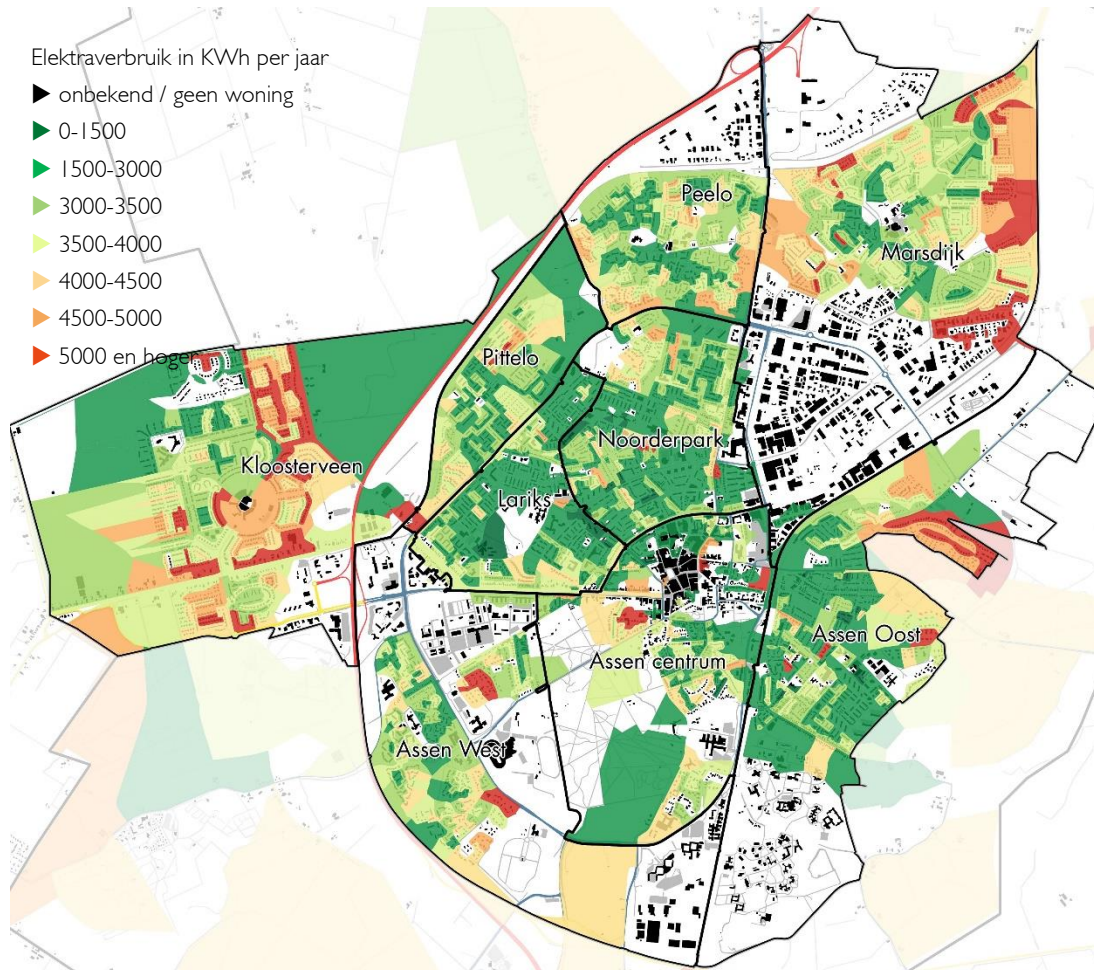 Elektraverbruik in KWh per jaar
onbekend / geen woning
0-1500
1500-3000
3000-3500
3500-4000
4000-4500
4500-5000
5000 en hoger
Peelo
Marsdijk
Pittelo
Noorderpark
Kloosterveen
Lariks
Assen Oost
Assen centrum
Assen West